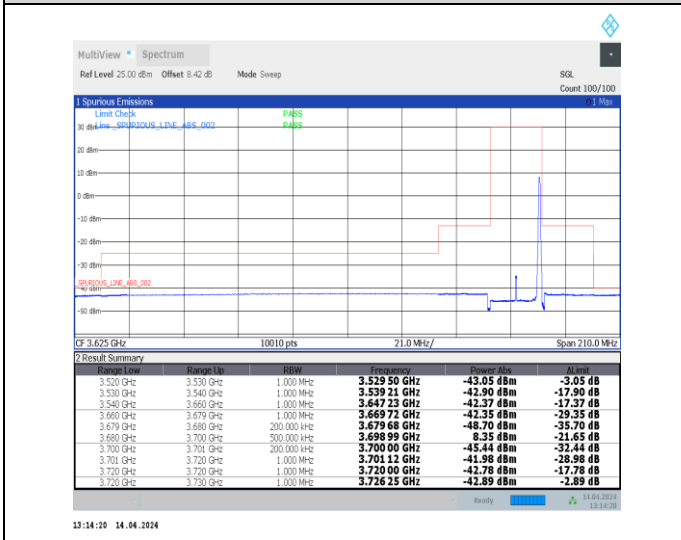 MultiView Spectrum
Ref Level 25.00 dBm Offset 8.42 dB Mode Sweep SGL
Count 100/100
1 Spurious Emissions 1 Max
Limit Check PASS
30 dBm Line _SPURIOUS_LINE_ABS_002 PASS
20 dBm
10 dBm
0 dBm
-10 dBm
-20 dBm
-30 dBm
_SPURIOUS_LINE_ABS_002
-40 dBm
-50 dBm
CF 3.625 GHz 10010 pts 21.0 MHz/ Span 210.0 MHz
2 Result Summary
Range Low Range Up RBW Frequency Power Abs ΔLimit
3.520 GHz 3.530 GHz 1.000 MHz 3.529 50 GHz -43.05 dBm -3.05 dB
3.530 GHz 3.540 GHz 1.000 MHz 3.539 21 GHz -42.90 dBm -17.90 dB
3.540 GHz 3.660 GHz 1.000 MHz 3.647 23 GHz -42.37 dBm -17.37 dB
3.660 GHz 3.679 GHz 1.000 MHz 3.669 72 GHz -42.35 dBm -29.35 dB
3.679 GHz 3.680 GHz 200.000 kHz 3.679 68 GHz -48.70 dBm -35.70 dB
3.680 GHz 3.700 GHz 500.000 kHz 3.698 99 GHz 8.35 dBm -21.65 dB
3.700 GHz 3.701 GHz 200.000 kHz 3.700 00 GHz -45.44 dBm -32.44 dB
3.701 GHz 3.720 GHz 1.000 MHz 3.701 12 GHz -41.98 dBm -28.98 dB
3.720 GHz 3.720 GHz 1.000 MHz 3.720 00 GHz -42.78 dBm -17.78 dB
3.720 GHz 3.730 GHz 1.000 MHz 3.726 25 GHz -42.89 dBm -2.89 dB
Ready 14.04.2024
13:14:20
13:14:20 14.04.2024